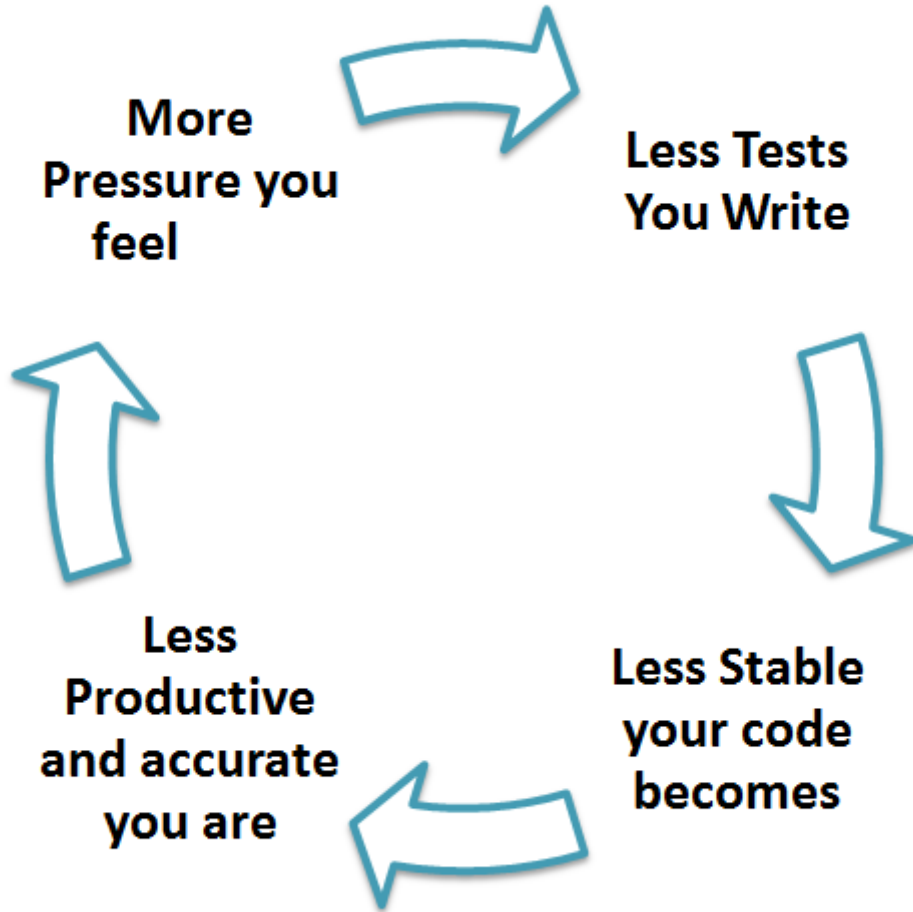 More
Pressure you
feel
Less Tests
You Write
Less Stable
your code
becomes
Less
Productive
and accurate
you are